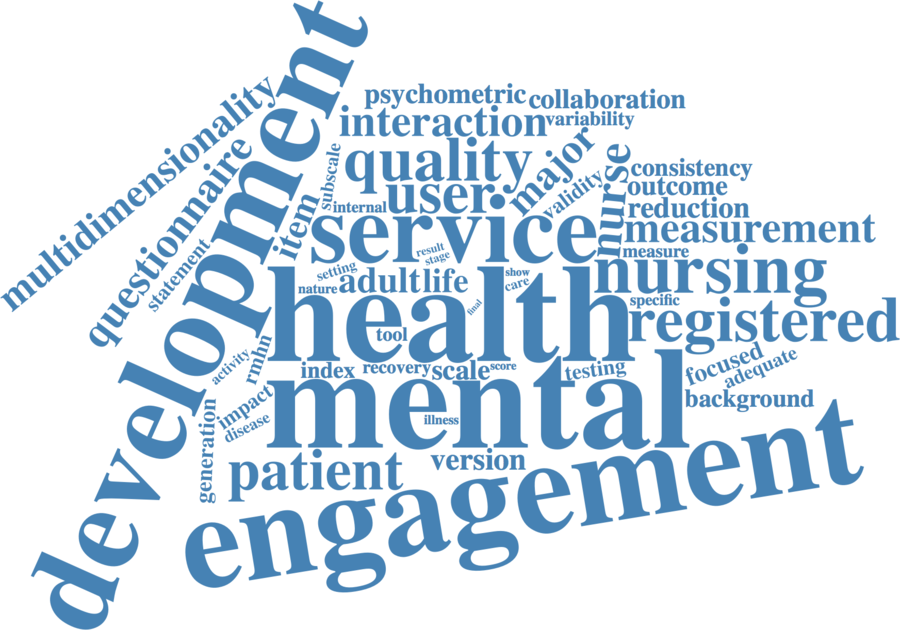 development
multidimensionality
questionnaire
statement
psychometric
collaboration
interaction
variability
quality
major
subscale
item
internal
user
validity
nurse
consistency
outcome
reduction
service
measurement
measure
result
stage
setting
nature
adult
life
show
care
nursing
final
specific
health
tool
registered
activity
rmhn
index
recovery
scale
score
testing
focused
adequate
background
impact
disease
generation
mental
illness
patient
version
engagement